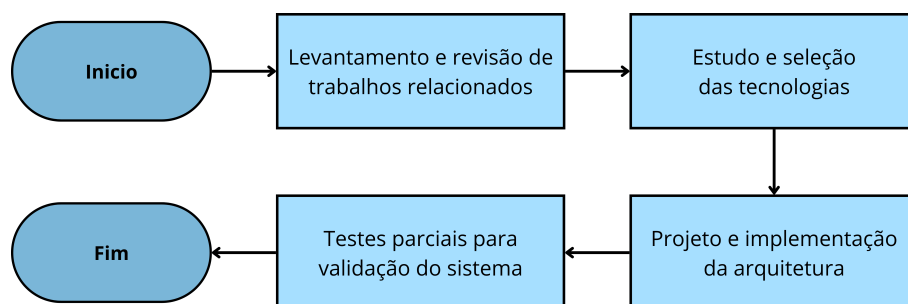 Inicio
Levantamento e revisão de
trabalhos relacionados
Estudo e seleção
das tecnologias
Projeto e implementação
da arquitetura
Testes parciais para
validação do sistema
Fim